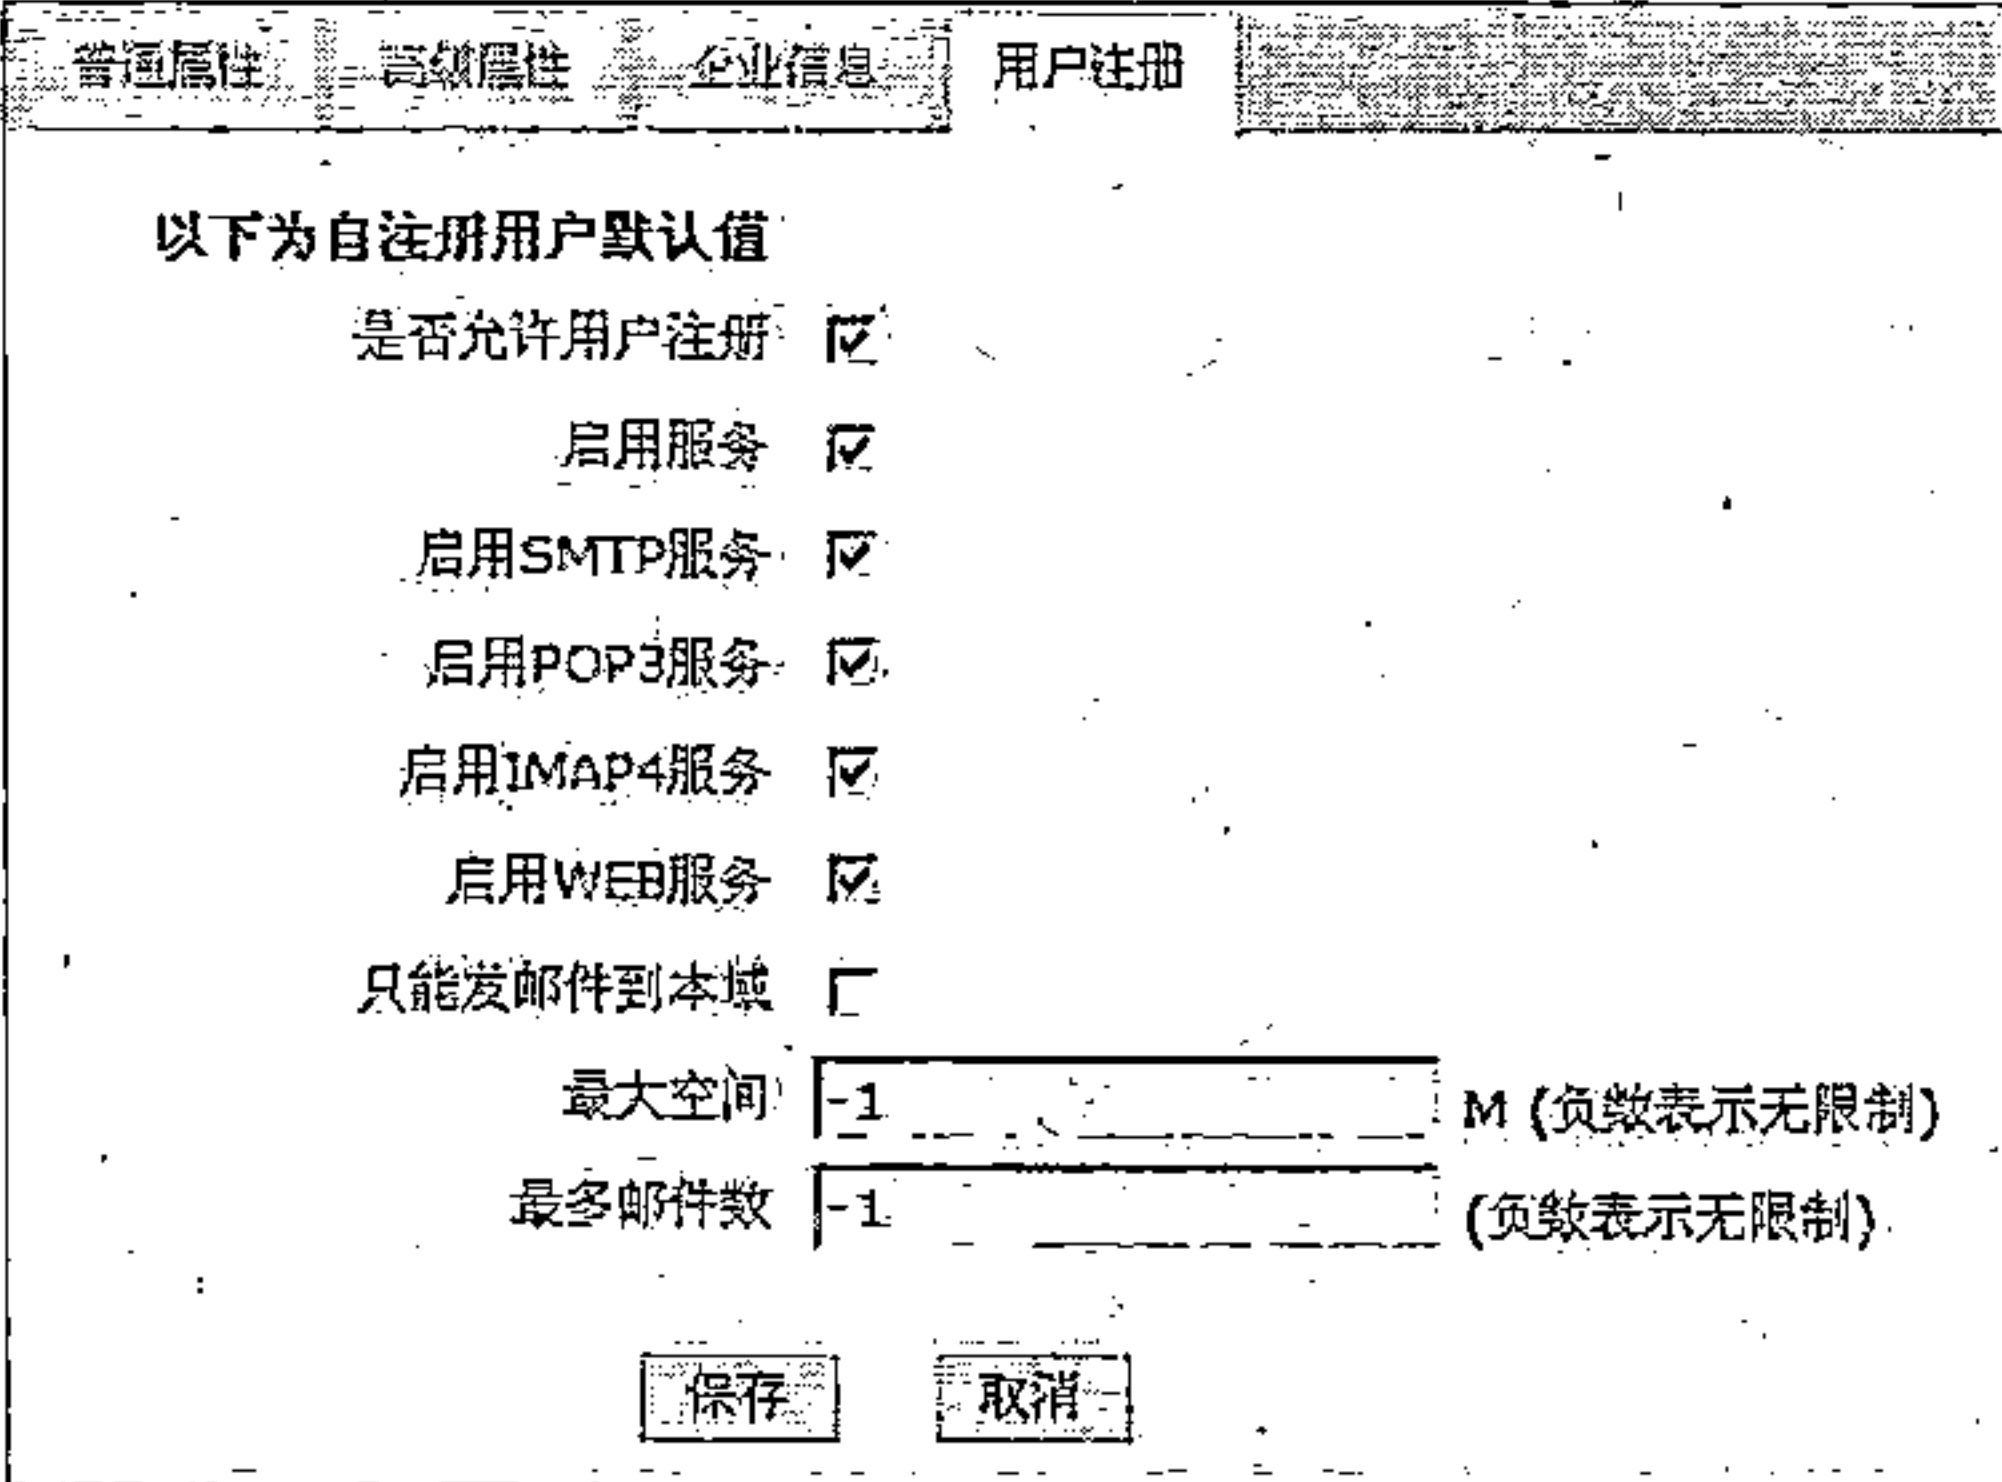 普通属性 高级属性 企业信息 用户注册
以下为自注册用户默认值
是否允许用户注册
启用服务
启用SMTP服务
启用POP3服务
启用IMAP4服务
启用WEB服务
只能发邮件到本域
最大空间 -1 M (负数表示无限制)
最多邮件数 -1 (负数表示无限制)
保存 取消